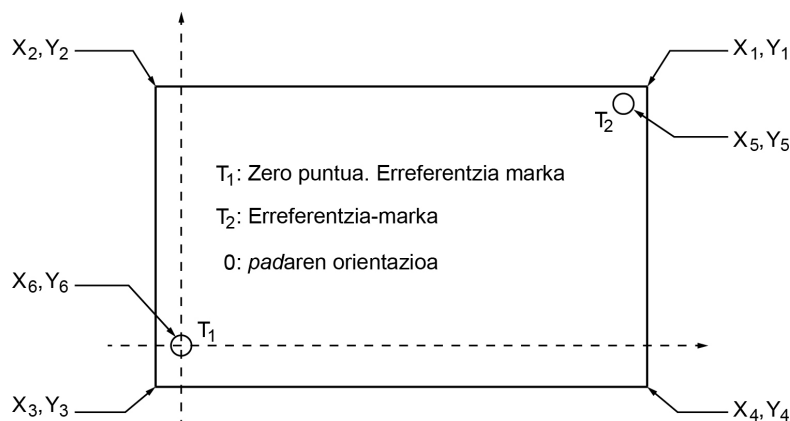 X2,Y2
X1,Y1
T2
X5,Y5
T1: Zero puntua. Erreferentzia marka
T2: Erreferentzia-marka
0: padaren orientazioa
X6,Y6
T1
X3,Y3
X4,Y4